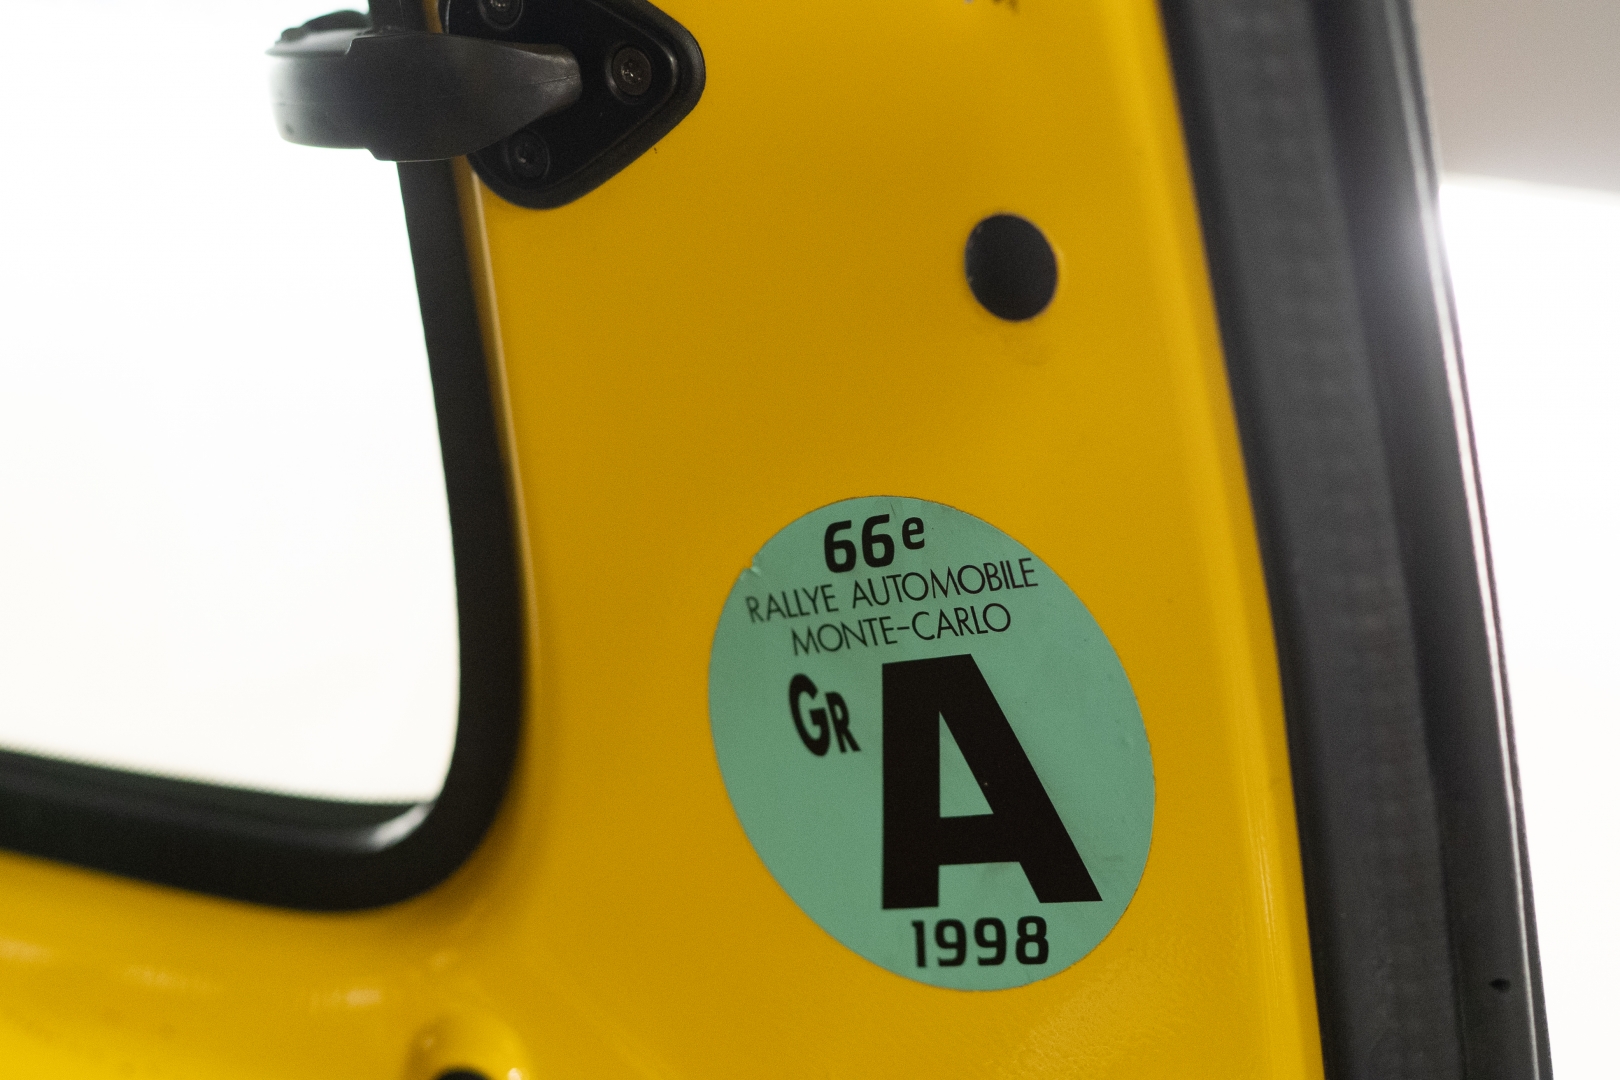 66e
RALLYE AUTOMOBILE
MONTE-CARLO
GR A
1998